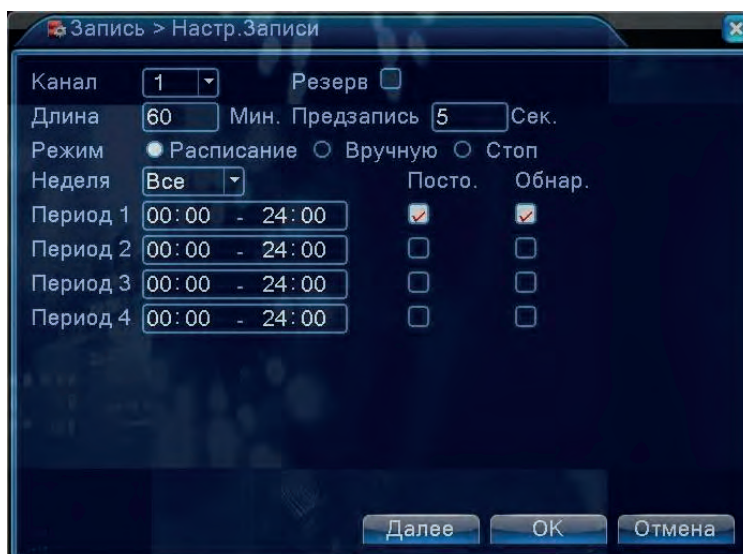 Запись > Настр.Записи
Канал 1 Резерв
Длина 60 Мин. Предзапись 5 Сек.
Режим Расписание Вручную Стоп
Неделя Все Посто. Обнар.
Период 1 00:00 - 24:00
Период 2 00:00 - 24:00
Период 3 00:00 - 24:00
Период 4 00:00 - 24:00
Далее OK Отмена